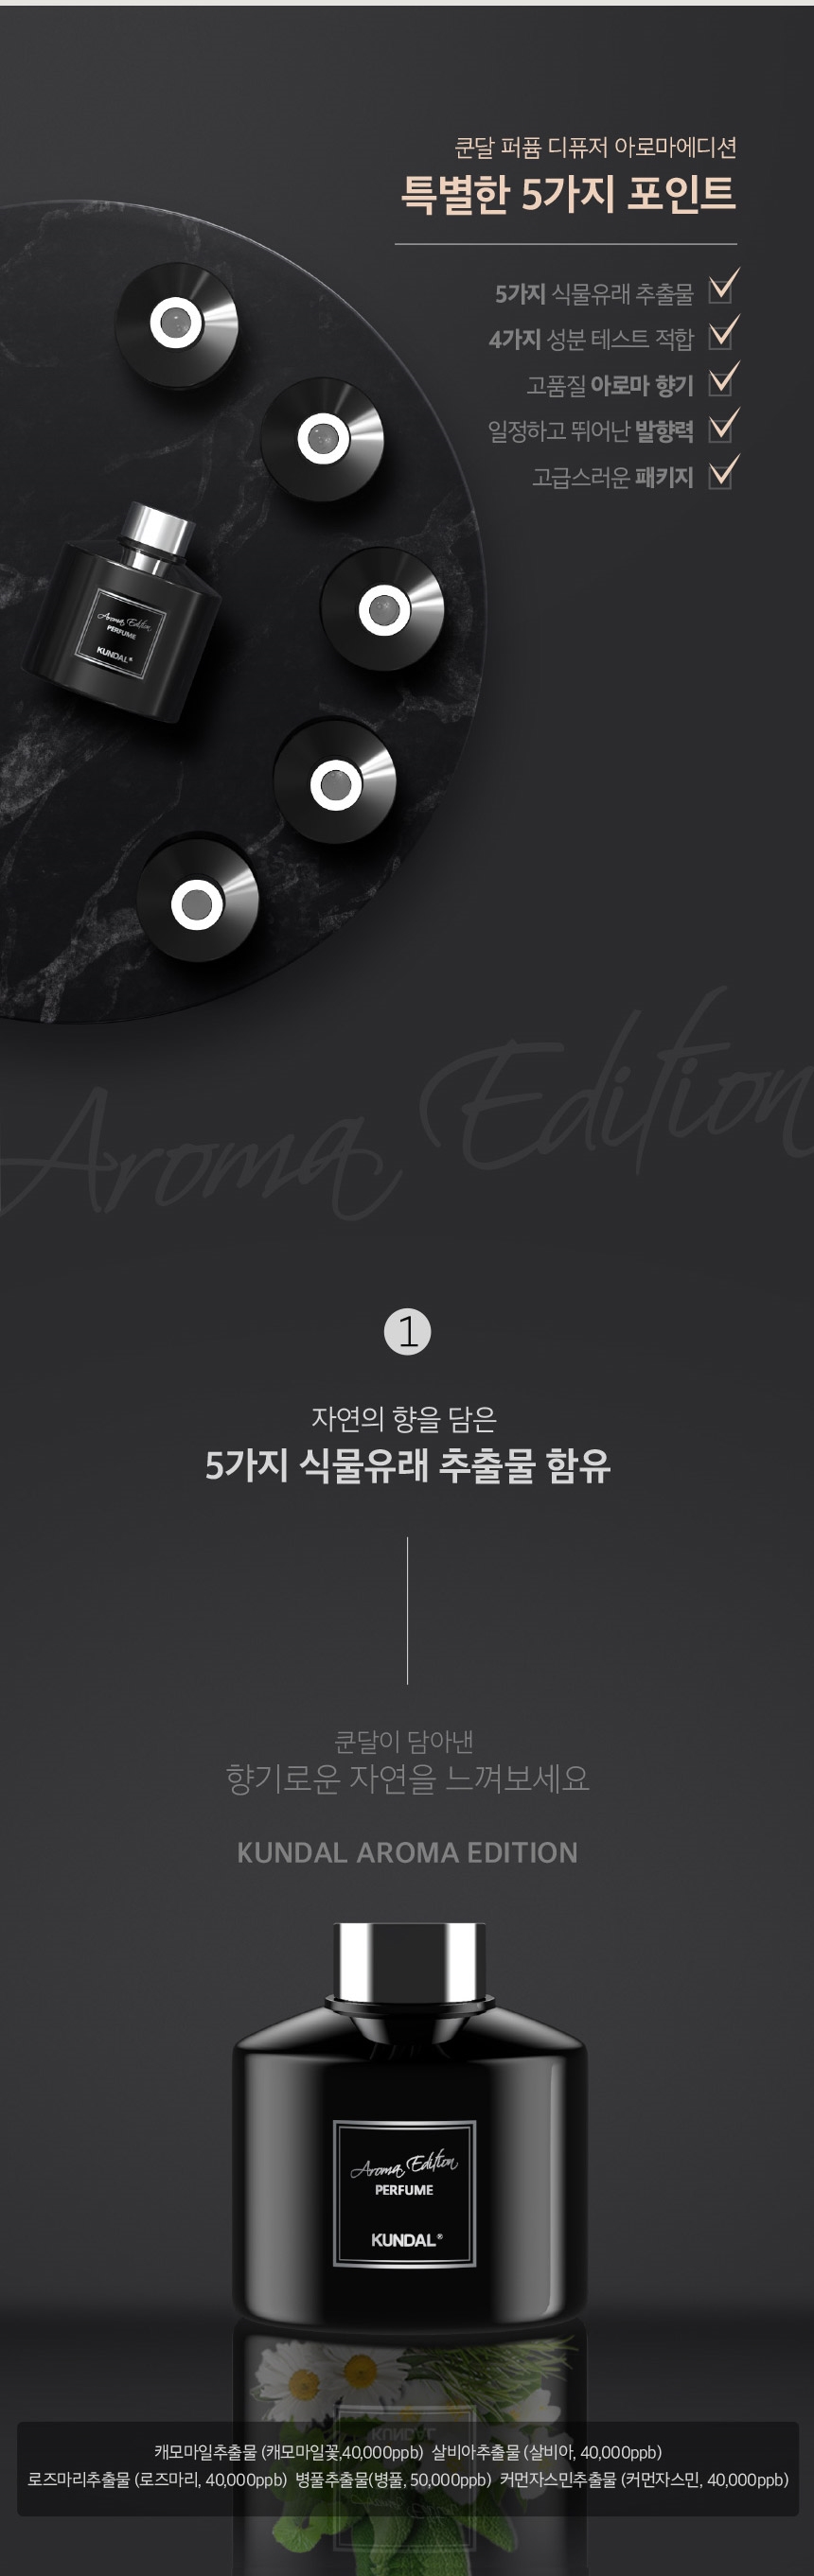 쿤달 퍼퓸 디퓨저 아로마에디션
특별한 5가지 포인트
5가지 식물유래 추출물
4가지 성분 테스트 적합
고품질 아로마 향기
일정하고 뛰어난 발향력
고급스러운 패키지
Aroma Edition
PERFUME
KUNDAL®
Aroma Edition
1
자연의 향을 담은
5가지 식물유래 추출물 함유
쿤달이 담아낸
향기로운 자연을 느껴보세요
KUNDAL AROMA EDITION
Aroma Edition
PERFUME
KUNDAL®
캐모마일추출물 (캐모마일꽃,40,000ppb) 살비아추출물 (살비아, 40,000ppb)
로즈마리추출물 (로즈마리, 40,000ppb) 병풀추출물(병풀, 50,000ppb) 커먼자스민추출물 (커먼자스민, 40,000ppb)